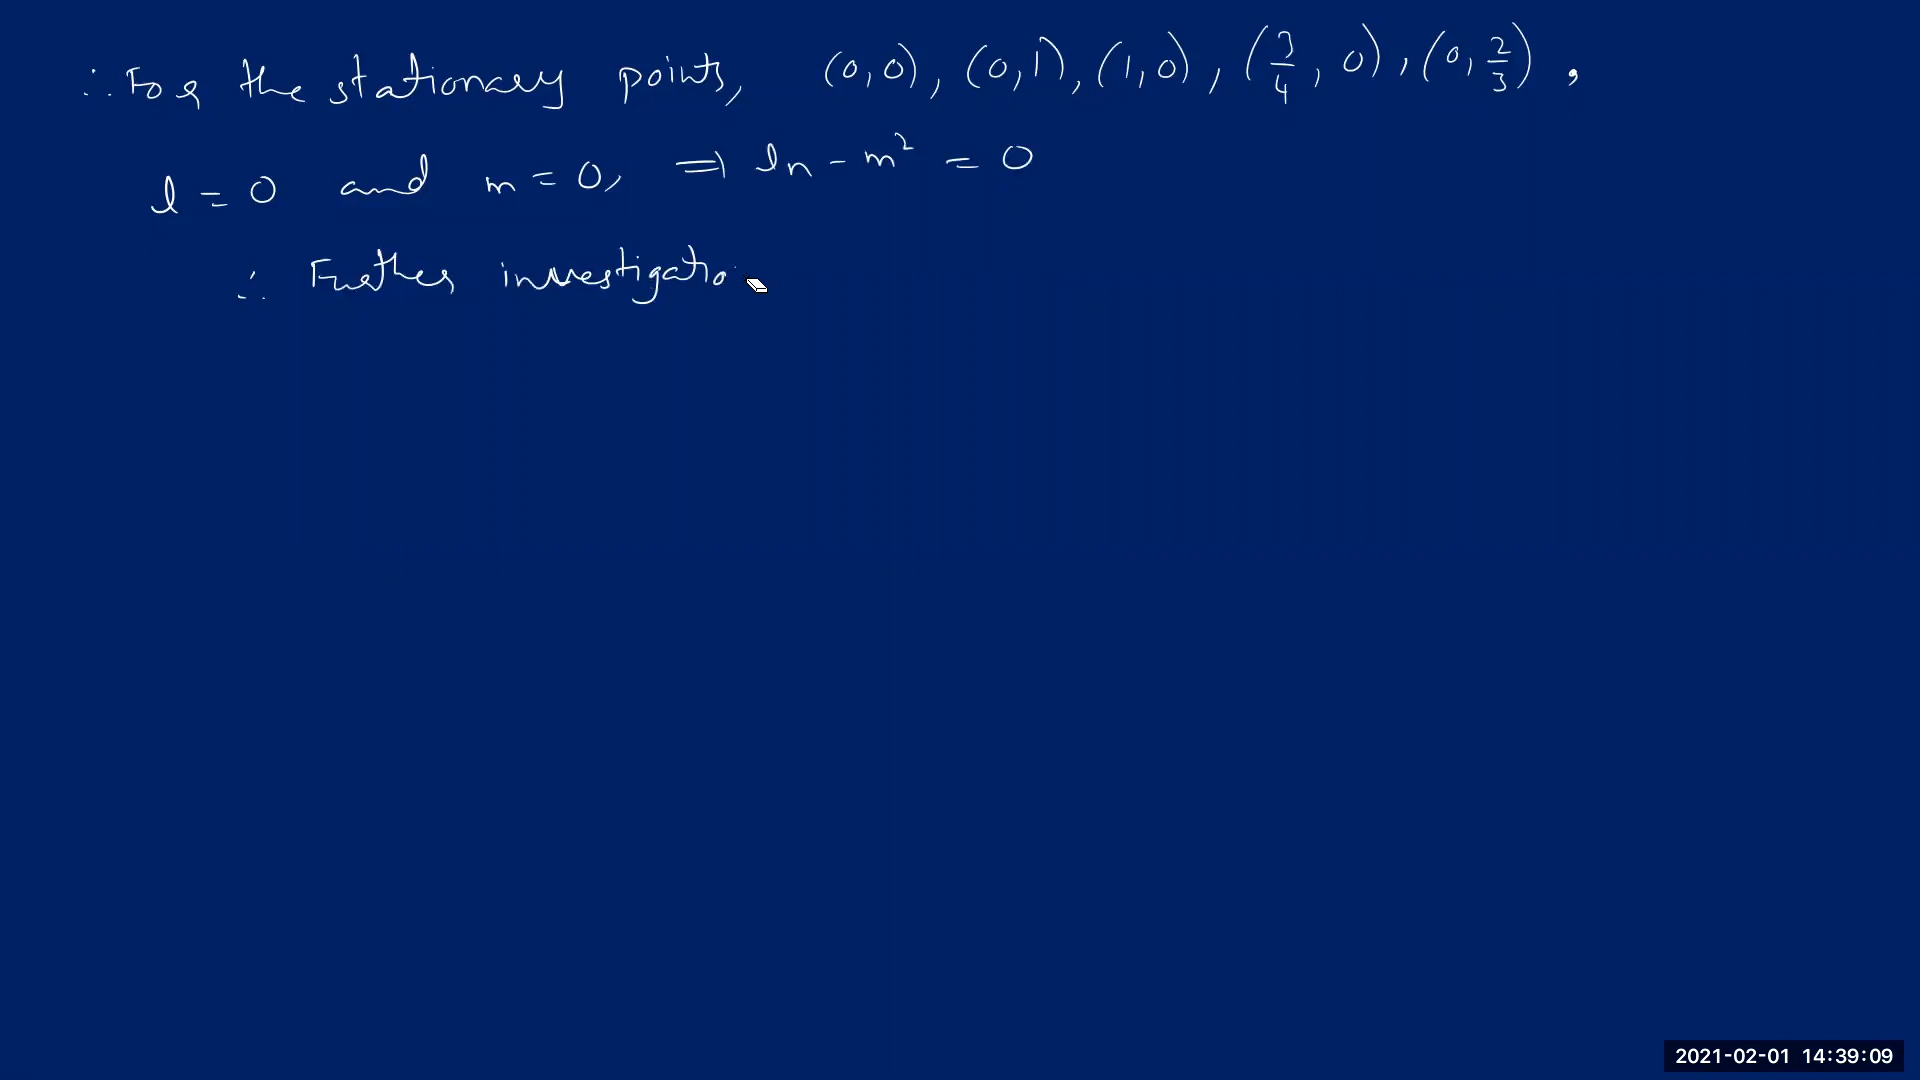 ∴ For the stationary points, (0,0), (0,1), (1,0), (3/4, 0), (0, 2/3),
l = 0 and m = 0, ⇒ ln - m² = 0
∴ Further investigatio
2021-02-01 14:39:09